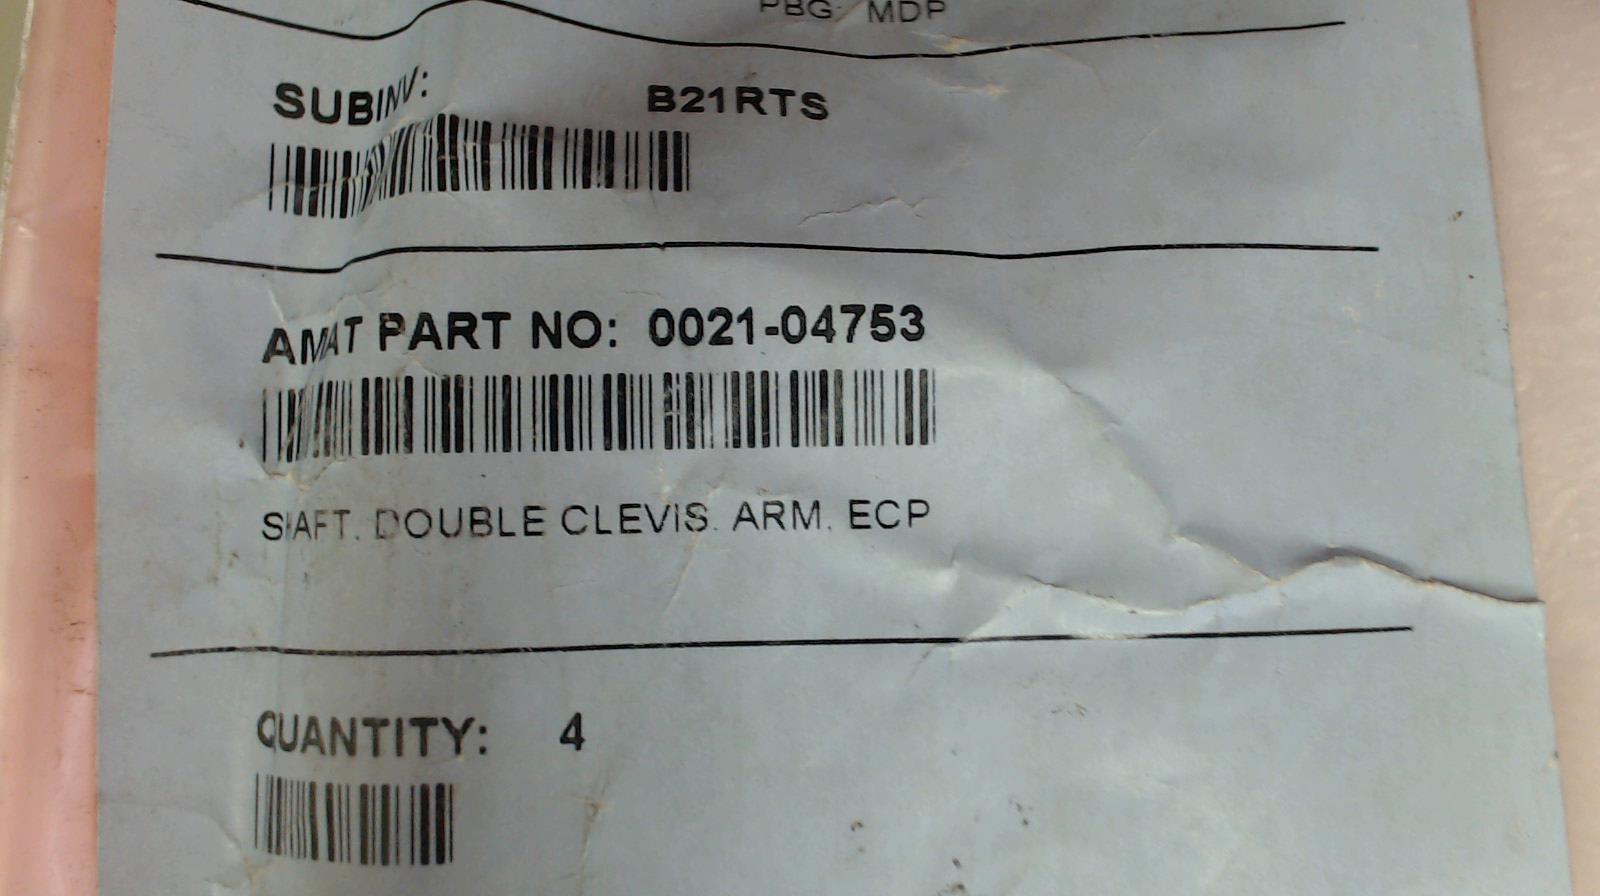 PBG: MDP
SUBINV: B21RTS
AMAT PART NO: 0021-04753
SHAFT, DOUBLE CLEVIS, ARM, ECP
QUANTITY: 4